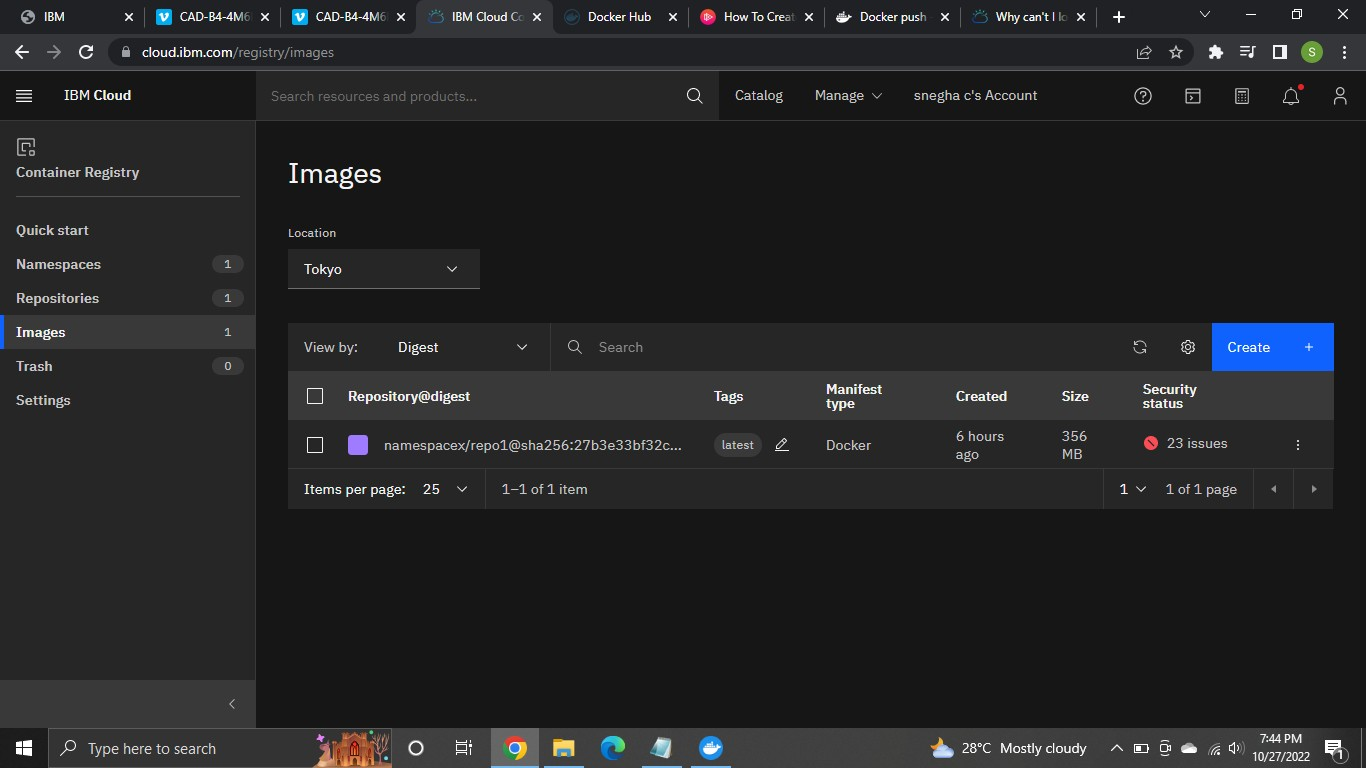 IBM
CAD-B4-4M6
CAD-B4-4M6
IBM Cloud Co
Docker Hub
How To Creat
Docker push
Why can't I lo
cloud.ibm.com/registry/images
S
IBM Cloud
Search resources and products...
Catalog
Manage
snegha c's Account
Container Registry
Quick start
Namespaces 1
Repositories 1
Images 1
Trash 0
Settings
Images
Location
Tokyo
View by: Digest
Search
Create +
Repository@digest
Tags
Manifest
type
Created
Size
Security
status
namespacex/repo1@sha256:27b3e33bf32c...
latest
Docker
6 hours
ago
356
MB
23 issues
Items per page: 25
1–1 of 1 item
1
1 of 1 page
Type here to search
28°C Mostly cloudy
7:44 PM
10/27/2022
1